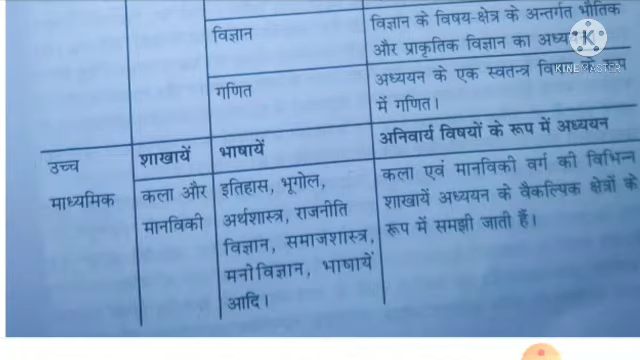 विज्ञान
विज्ञान के विषय-क्षेत्र के अन्तर्गत भौतिक
और प्राकृतिक विज्ञान का
गणित
अध्ययन के एक स्वतन्त्र
में गणित।
उच्च
माध्यमिक
शाखायें
भाषायें
अनिवार्य विषयों के रूप में अध्ययन
कला और
मानविकी
इतिहास, भूगोल,
अर्थशास्त्र, राजनीति
विज्ञान, समाजशास्त्र,
मनोविज्ञान, भाषायें
आदि।
कला एवं मानविकी वर्ग की विभिन्न
शाखायें अध्ययन के वैकल्पिक क्षेत्रों के
रूप में समझी जाती हैं।
K
KINEMASTER